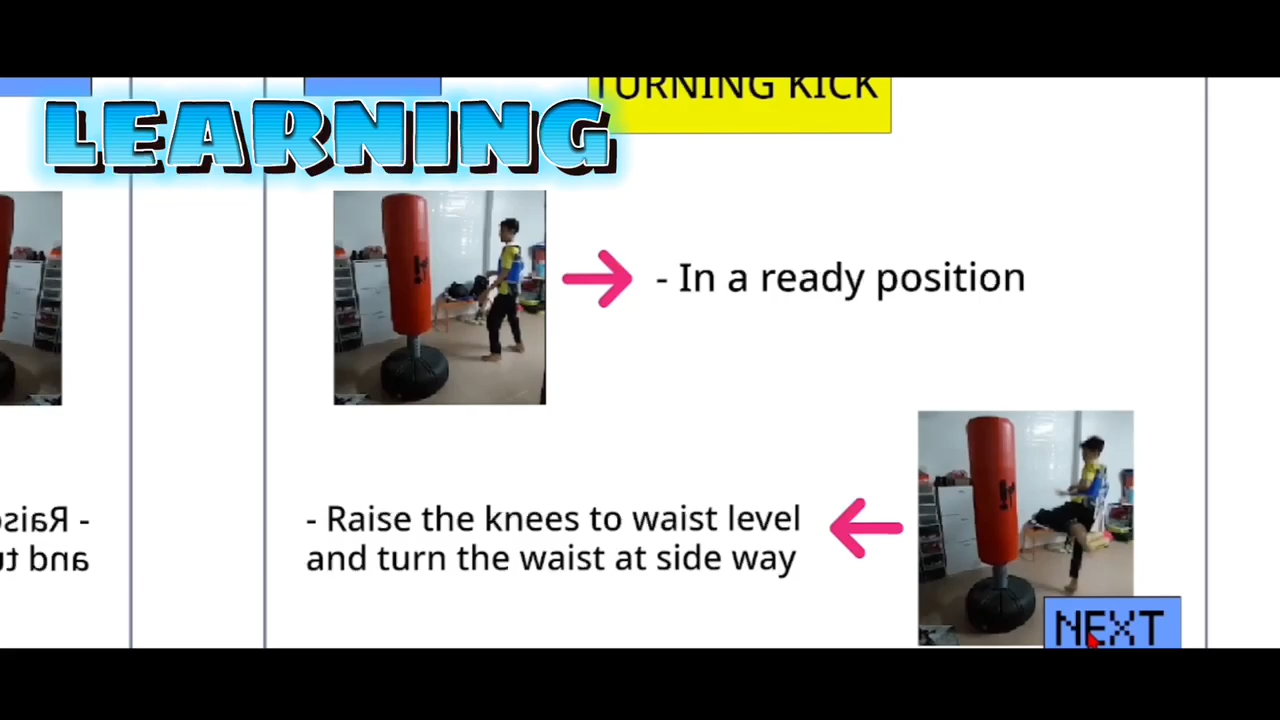 TURNING KICK
LEARNING
- In a ready position
- Raise the knees to waist level
and turn the waist at side way
NEXT